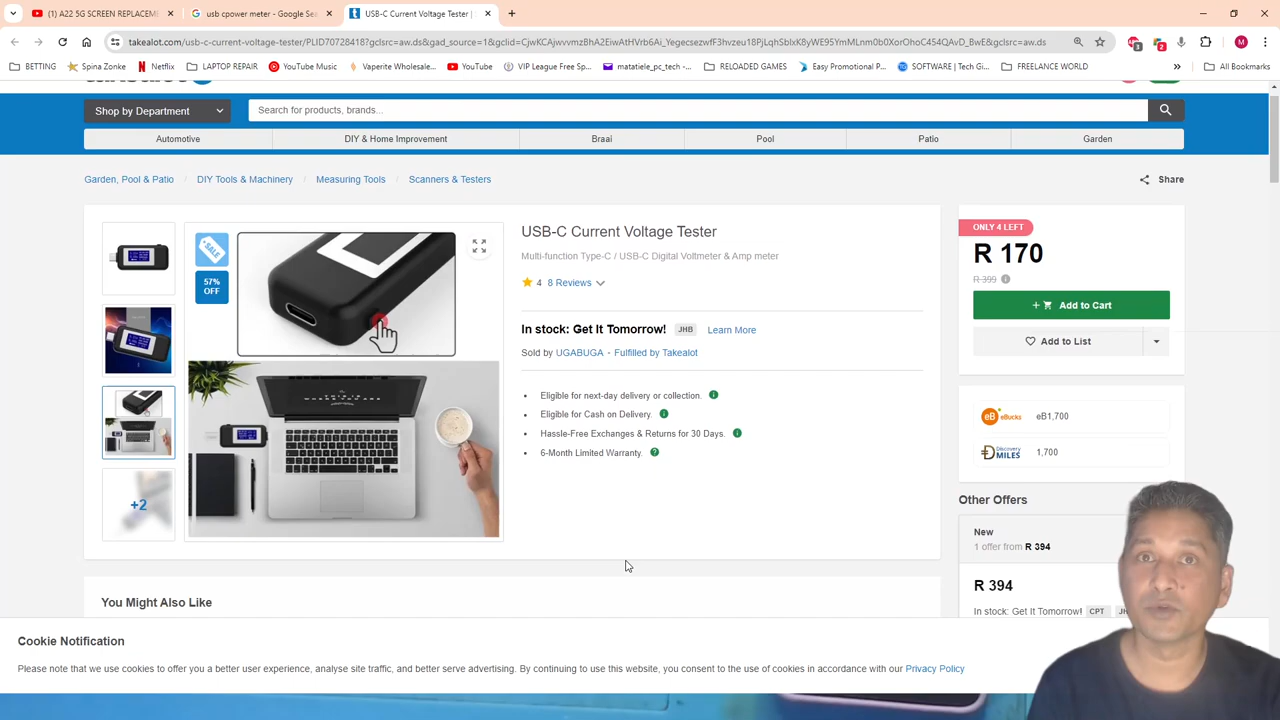 (1) A22 5G SCREEN REPLACEME
usb cpower meter - Google Sea
USB-C Current Voltage Tester |
takealot.com/usb-c-current-voltage-tester/PLID70728418?gclsrc=aw.ds&gad_source=1&gclid=CjwKCAjwvvmzBhA2EiwAtHVrb6Ai_YegecsezwfF3hvzeu18PjLqhSblxK8yWE95YmMLnm0b0XorOhoC454QAvD_BwE&gclsrc=aw.ds
BETTING
Spina Zonke
Netflix
LAPTOP REPAIR
YouTube Music
Vaperite Wholesale...
YouTube
VIP League Free Sp...
matatiele_pc_tech -...
RELOADED GAMES
Easy Promotional P...
SOFTWARE | Tech Gi...
FREELANCE WORLD
All Bookmarks
Shop by Department
Search for products, brands...
Automotive
DIY & Home Improvement
Braai
Pool
Patio
Garden
Garden, Pool & Patio / DIY Tools & Machinery / Measuring Tools / Scanners & Testers
Share
SALE
57%
OFF
+2
USB-C Current Voltage Tester
Multi-function Type-C / USB-C Digital Voltmeter & Amp meter
4 8 Reviews
In stock: Get It Tomorrow! JHB Learn More
Sold by UGABUGA • Fulfilled by Takealot
• Eligible for next-day delivery or collection.
• Eligible for Cash on Delivery.
• Hassle-Free Exchanges & Returns for 30 Days.
• 6-Month Limited Warranty.
ONLY 4 LEFT
R 170
R 399
+ Add to Cart
Add to List
eB eBucks eB1,700
Discovery MILES 1,700
Other Offers
New
1 offer from R 394
R 394
In stock: Get It Tomorrow! CPT
You Might Also Like
Cookie Notification
Please note that we use cookies to offer you a better user experience, analyse site traffic, and better serve advertising. By continuing to use this website, you consent to the use of cookies in accordance with our Privacy Policy